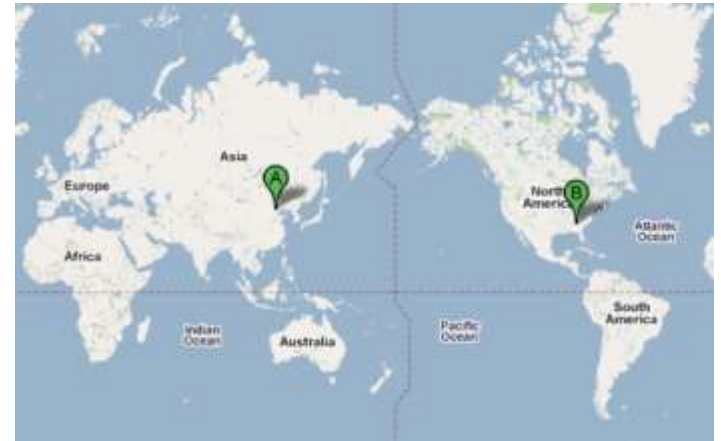 Asia
A
Europe
North
America
B
Atlantic
Ocean
Africa
South
America
Indian
Ocean
Australia
Pacific
Ocean